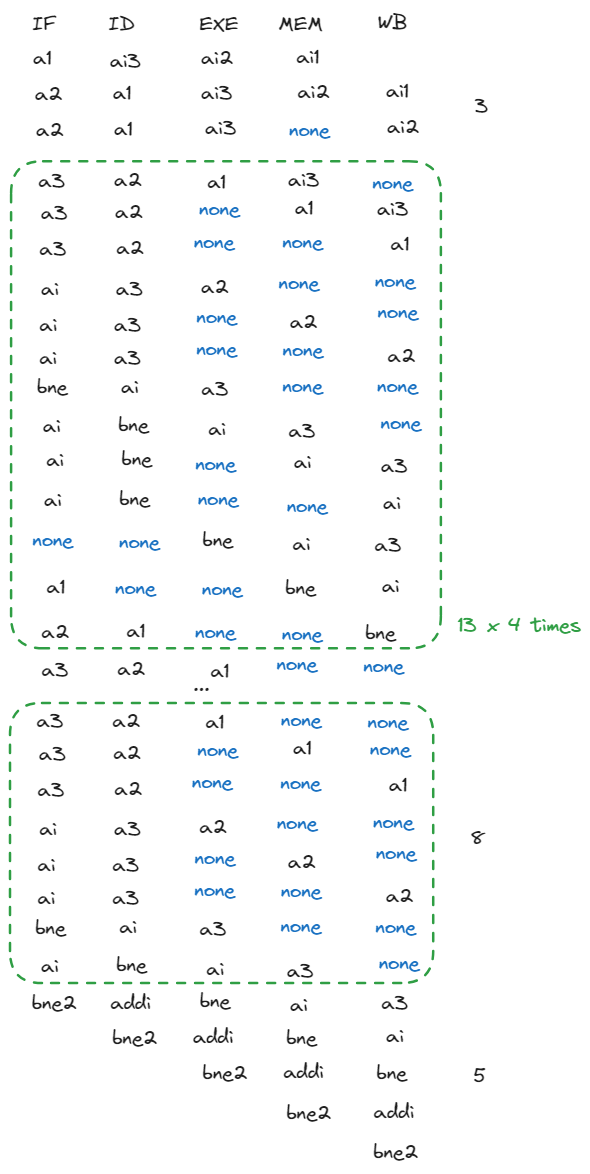 IF ID EXE MEM WB
a1 ai3 ai2 ai1
a2 a1 ai3 ai2 ai1
3
a2 a1 ai3 none ai2
a3 a2 a1 ai3 none
a3 a2 none a1 ai3
a3 a2 none none a1
ai a3 a2 none none
ai a3 none a2 none
ai a3 none none a2
bne ai a3 none none
ai bne ai a3 none
ai bne none ai a3
ai bne none none ai
none none bne ai a3
a1 none none bne ai
a2 a1 none none bne
13 x 4 times
a3 a2 a1 none none
...
a3 a2 a1 none none
a3 a2 none a1 none
a3 a2 none none a1
ai a3 a2 none none
8
ai a3 none a2 none
ai a3 none none a2
bne ai a3 none none
ai bne ai a3 none
bne2 addi bne ai a3
bne2 addi bne ai
bne2 addi bne 5
bne2 addi
bne2